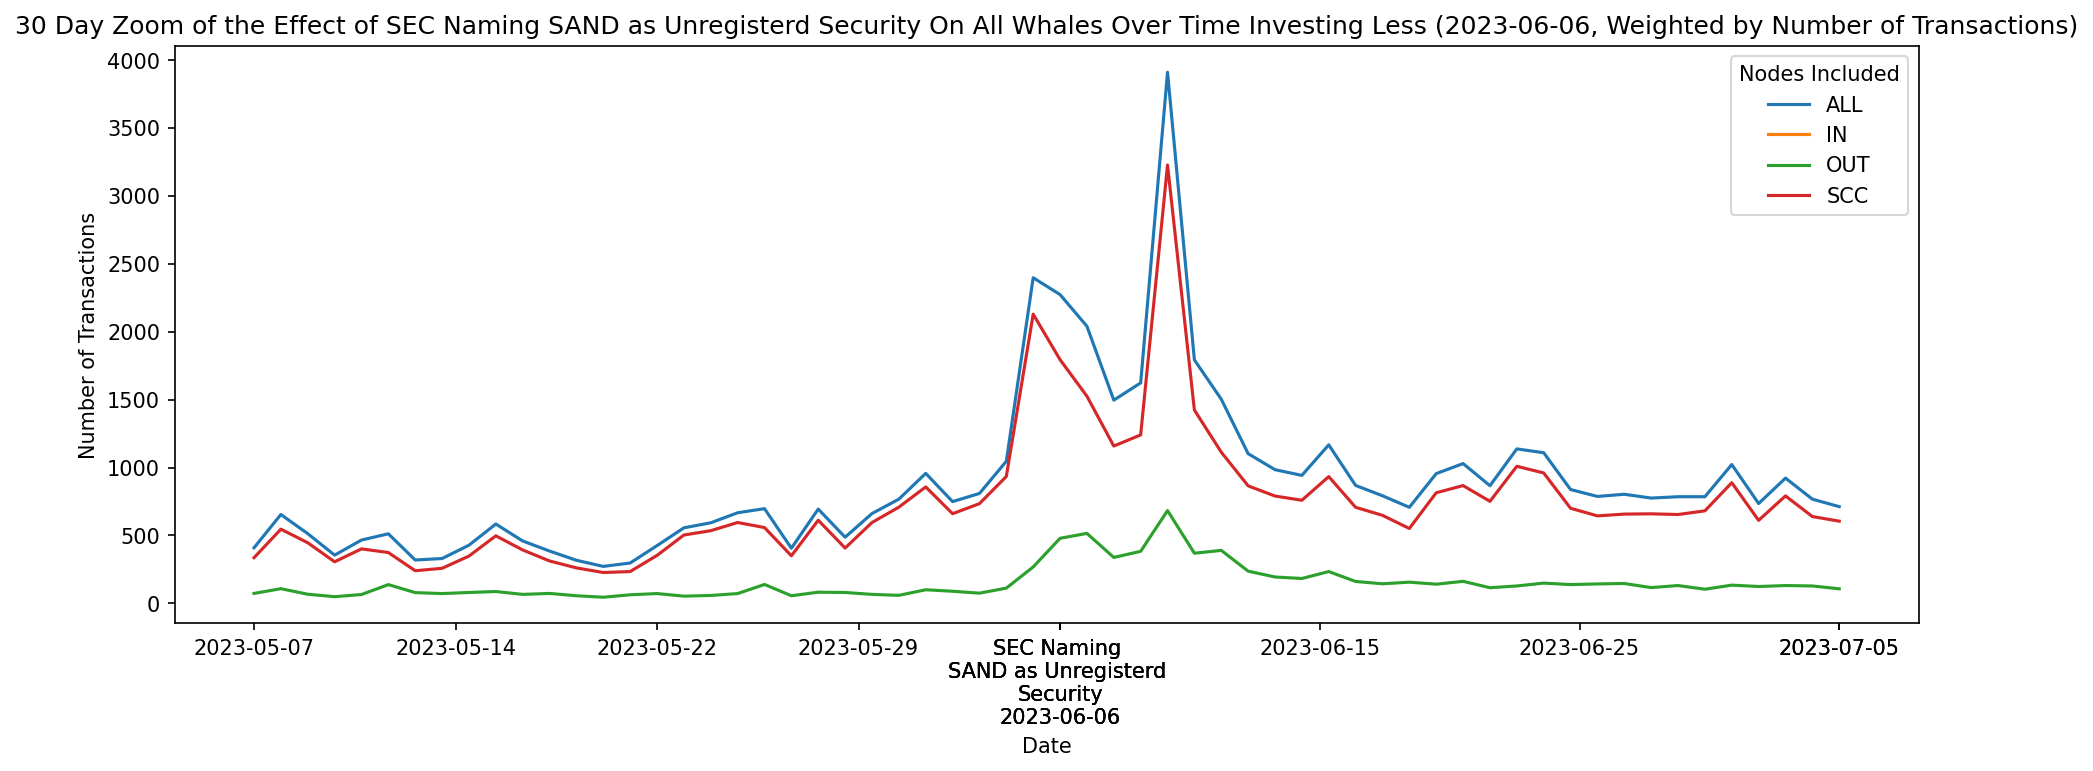 30 Day Zoom of the Effect of SEC Naming SAND as Unregisterd Security On All Whales Over Time Investing Less (2023-06-06, Weighted by Number of Transactions)
Number of Transactions
4000
3500
3000
2500
2000
1500
1000
500
0
Nodes Included
ALL
IN
OUT
SCC
2023-05-07
2023-05-14
2023-05-22
2023-05-29
SEC Naming
SAND as Unregisterd
Security
2023-06-06
2023-06-15
2023-06-25
2023-07-05
Date